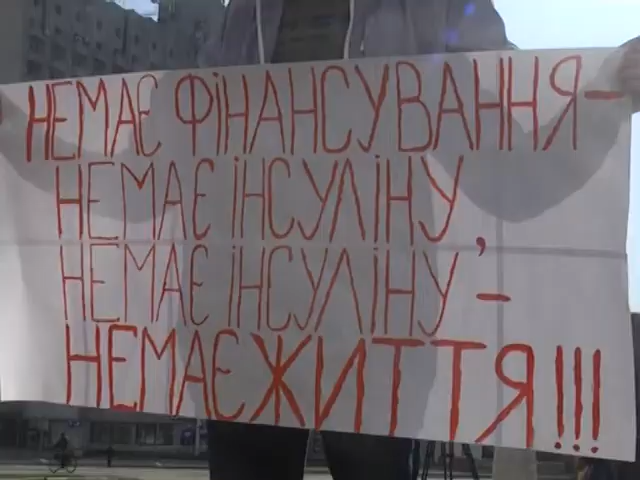 НЕМАЄ ФІНАНСУВАННЯ–
НЕМАЄ ІНСУЛІНУ,
НЕМАЄ ІНСУЛІНУ –
НЕМАЄ ЖИТТЯ!!!